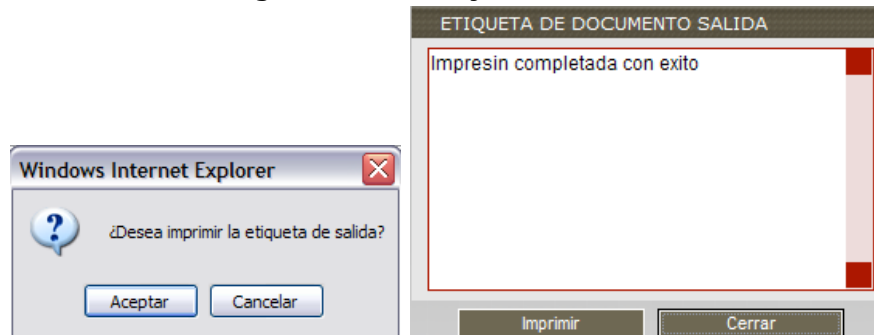 ETIQUETA DE DOCUMENTO SALIDA
Impresin completada con exito
Windows Internet Explorer
¿Desea imprimir la etiqueta de salida?
Aceptar
Cancelar
Imprimir
Cerrar